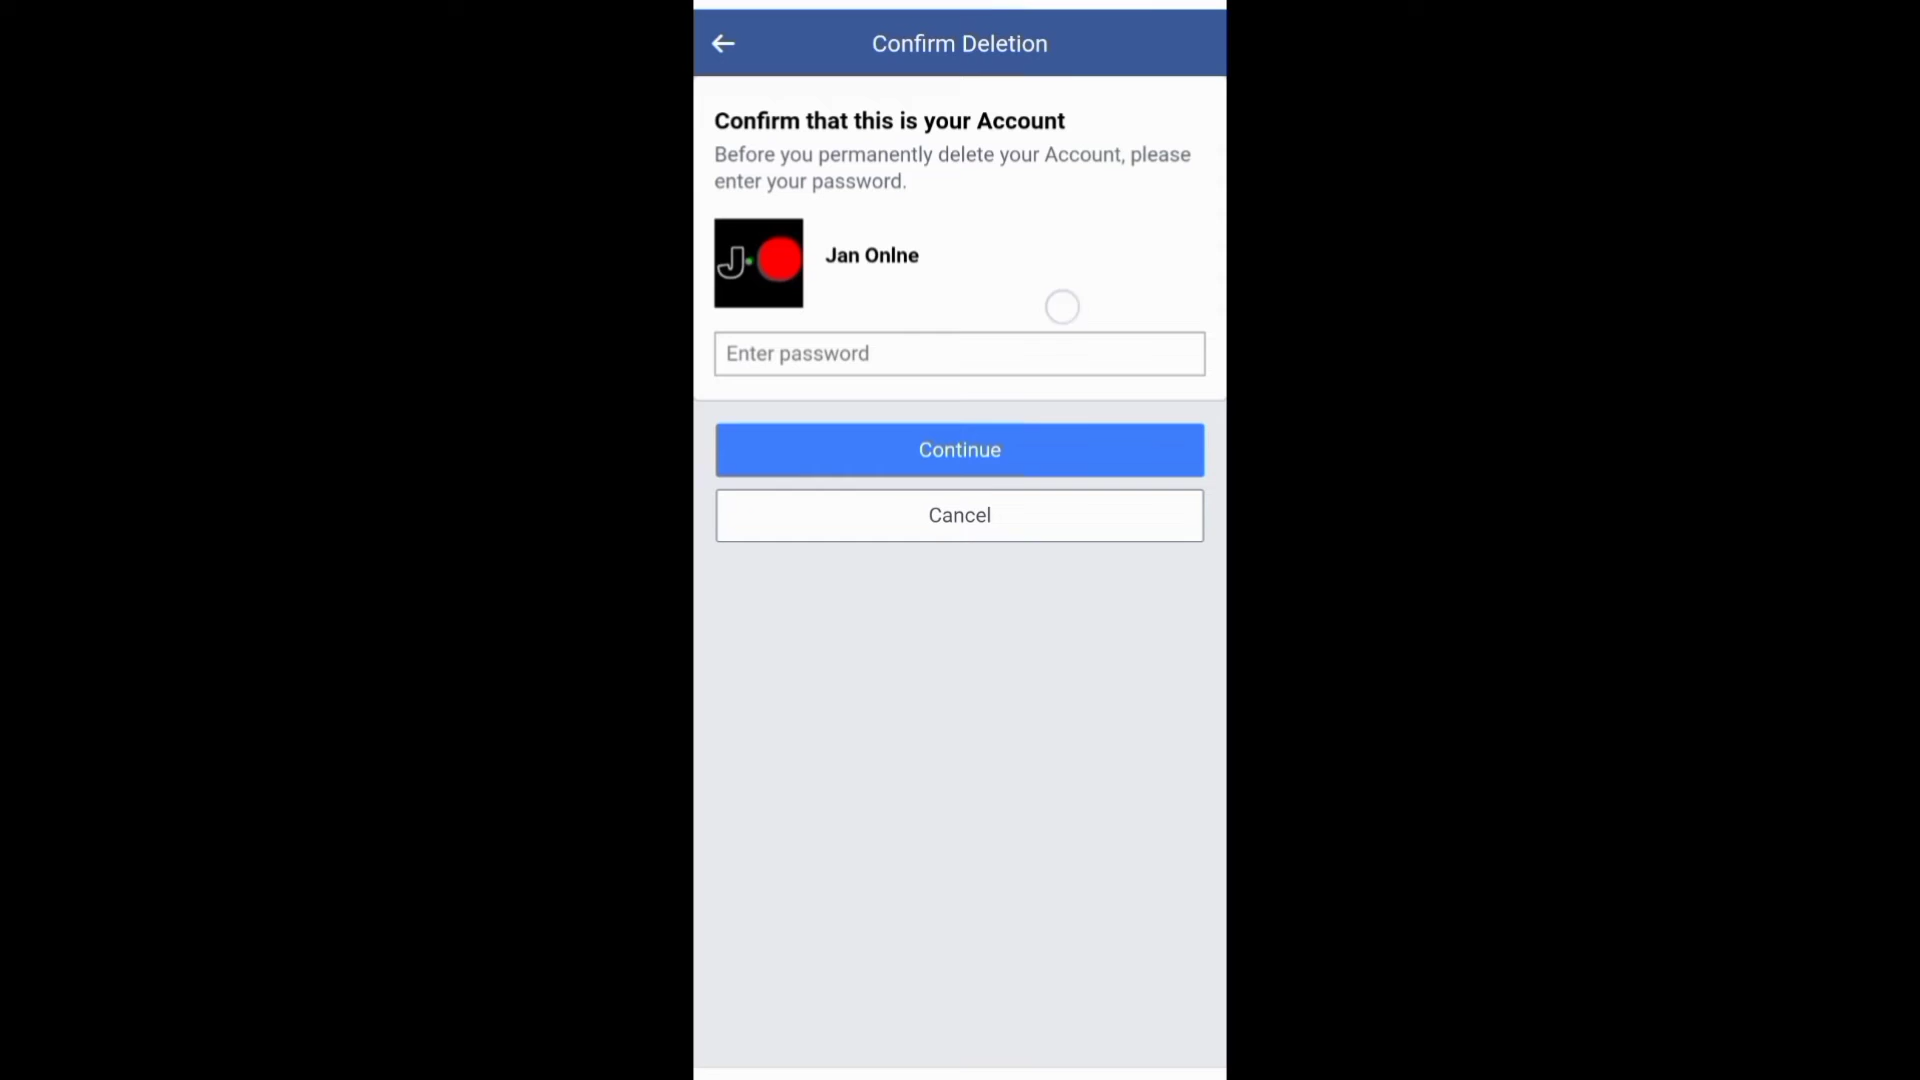 Confirm Deletion
Confirm that this is your Account
Before you permanently delete your Account, please
enter your password.
J
Jan Onlne
Enter password
Continue
Cancel